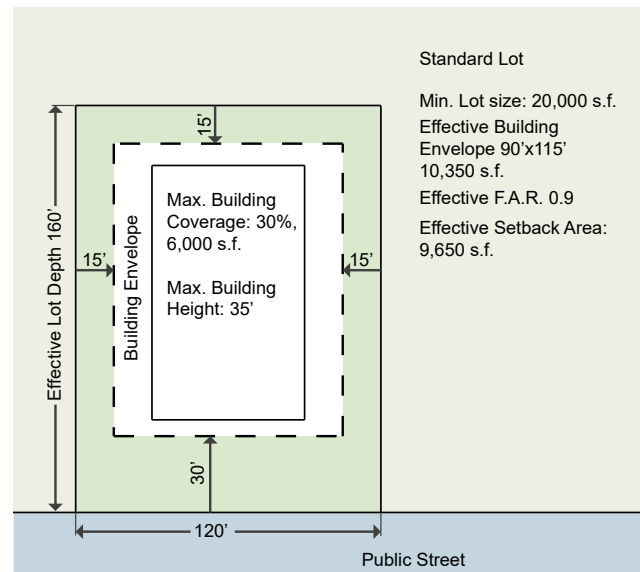 Standard Lot
Min. Lot size: 20,000 s.f.
Effective Building
Envelope 90’x115’
10,350 s.f.
Effective F.A.R. 0.9
Effective Setback Area:
9,650 s.f.
15’
Effective Lot Depth 160’
Building Envelope
Max. Building
Coverage: 30%,
6,000 s.f.
Max. Building
Height: 35’
15’
15’
30’
120’
Public Street